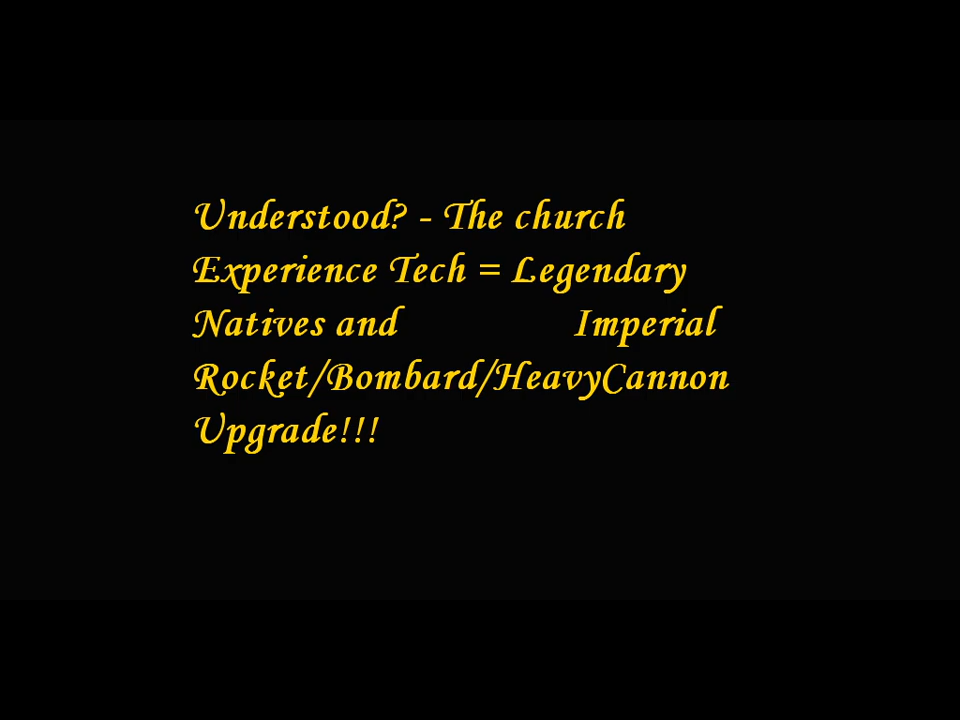 Understood? - The church
Experience Tech = Legendary
Natives and Imperial
Rocket/Bombard/HeavyCannon
Upgrade!!!